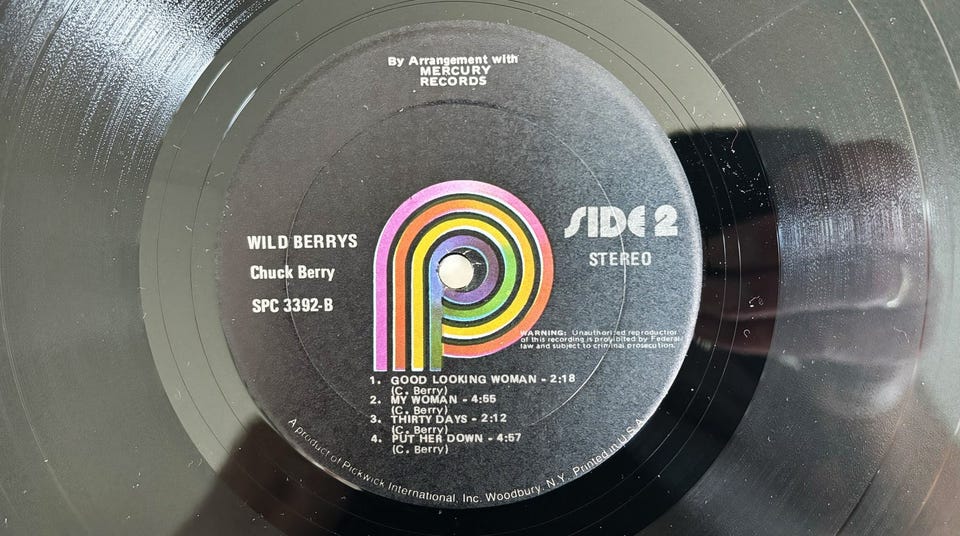 By Arrangement with
MERCURY
RECORDS
WILD BERRYS
Chuck Berry
SPC 3392-B
SIDE 2
STEREO
WARNING: Unauthorized reproduction
of this recording is prohibited by Federal
law and subject to criminal prosecution.
1. GOOD LOOKING WOMAN - 2:18
(C. Berry)
2. MY WOMAN - 4:55
(C. Berry)
3. THIRTY DAYS - 2:12
(C. Berry)
4. PUT HER DOWN - 4:57
(C. Berry)
A product of Pickwick International, Inc. Woodbury, N.Y. Printed in U.S.A.